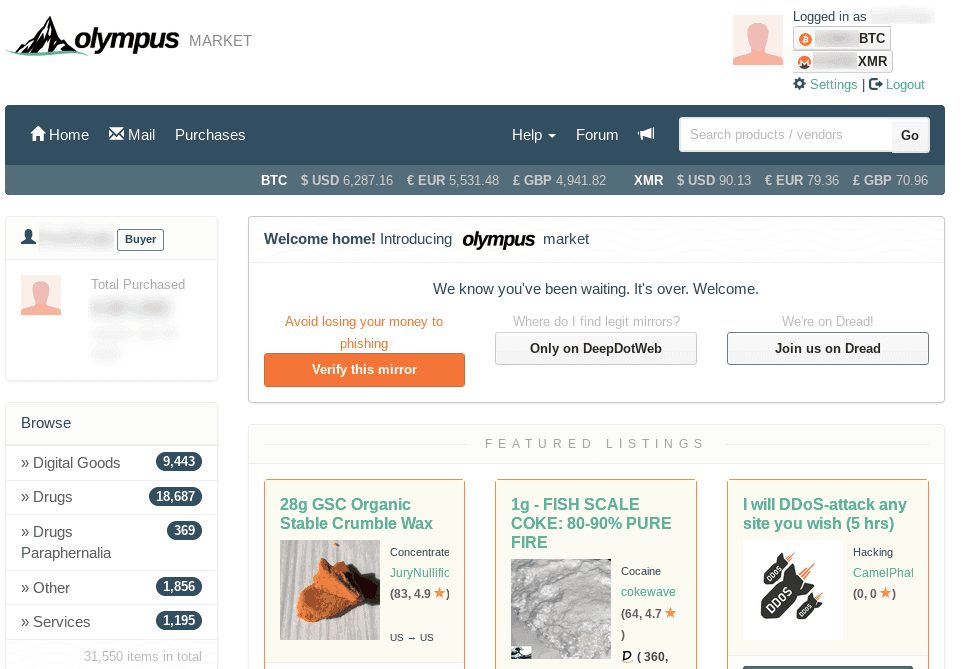 olympus MARKET
Logged in as
BTC
XMR
Settings | Logout
Home Mail Purchases Help Forum Search products / vendors Go
BTC $ USD 6,287.16 € EUR 5,531.48 £ GBP 4,941.82 XMR $ USD 90.13 € EUR 79.36 £ GBP 70.96
Buyer
Total Purchased
Browse
» Digital Goods 9,443
» Drugs 18,687
» Drugs 369
Paraphernalia
» Other 1,856
» Services 1,195
31,550 items in total
Welcome home! Introducing olympus market
We know you've been waiting. It's over. Welcome.
Avoid losing your money to
phishing
Verify this mirror
Where do I find legit mirrors?
Only on DeepDotWeb
We're on Dread!
Join us on Dread
FEATURED LISTINGS
28g GSC Organic
Stable Crumble Wax
Concentrate
JuryNullific
(83, 4.9 ★)
US → US
1g - FISH SCALE
COKE: 80-90% PURE
FIRE
Cocaine
cokewave
(64, 4.7 ★
)
( 360,
I will DDoS-attack any
site you wish (5 hrs)
DDOS
DDOS
DDOS
Hacking
CamelPhat
(0, 0 ★)